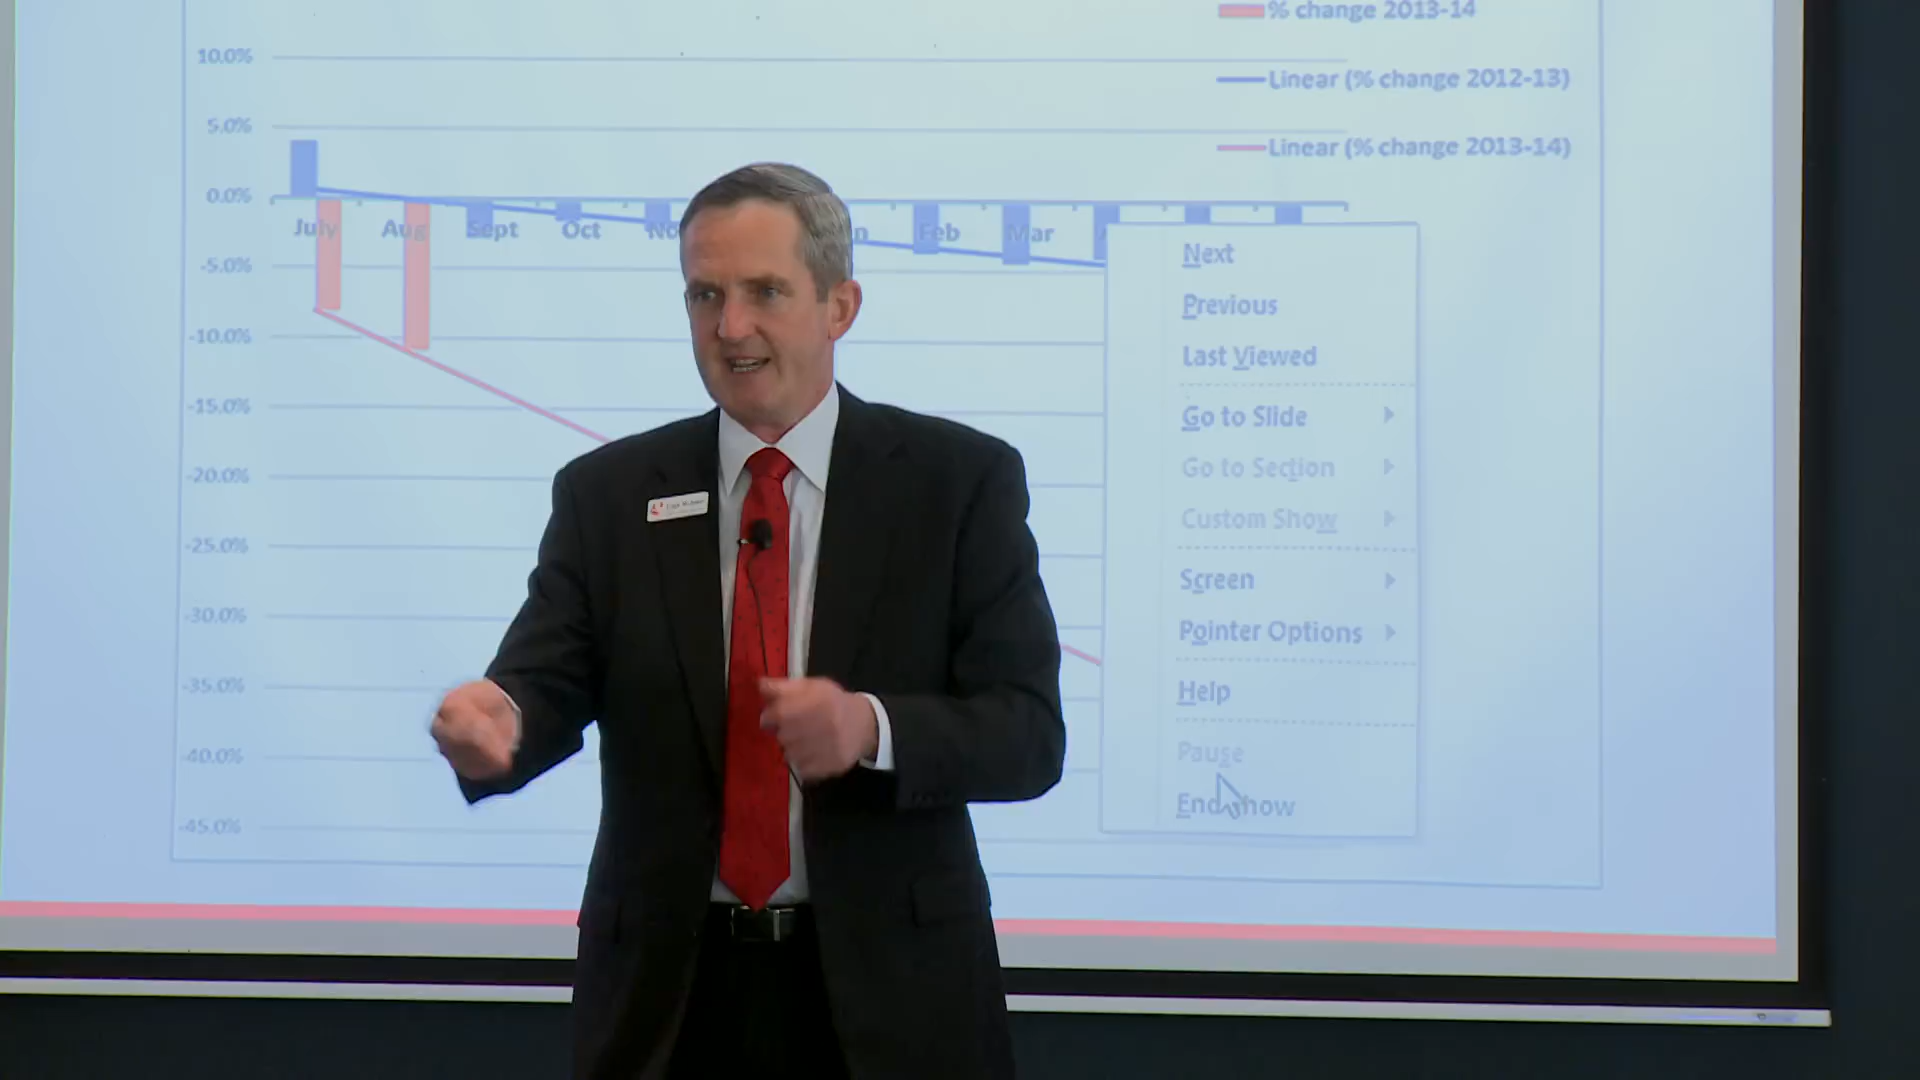 % change 2013-14
10.0%
Linear (% change 2012-13)
5.0%
Linear (% change 2013-14)
0.0%
July Aug Sept Oct Feb Mar
-5.0%
-10.0%
-15.0%
-20.0%
-25.0%
-30.0%
-35.0%
-40.0%
-45.0%
Next
Previous
Last Viewed
Go to Slide
Go to Section
Custom Show
Screen
Pointer Options
Help
Pause
End Show